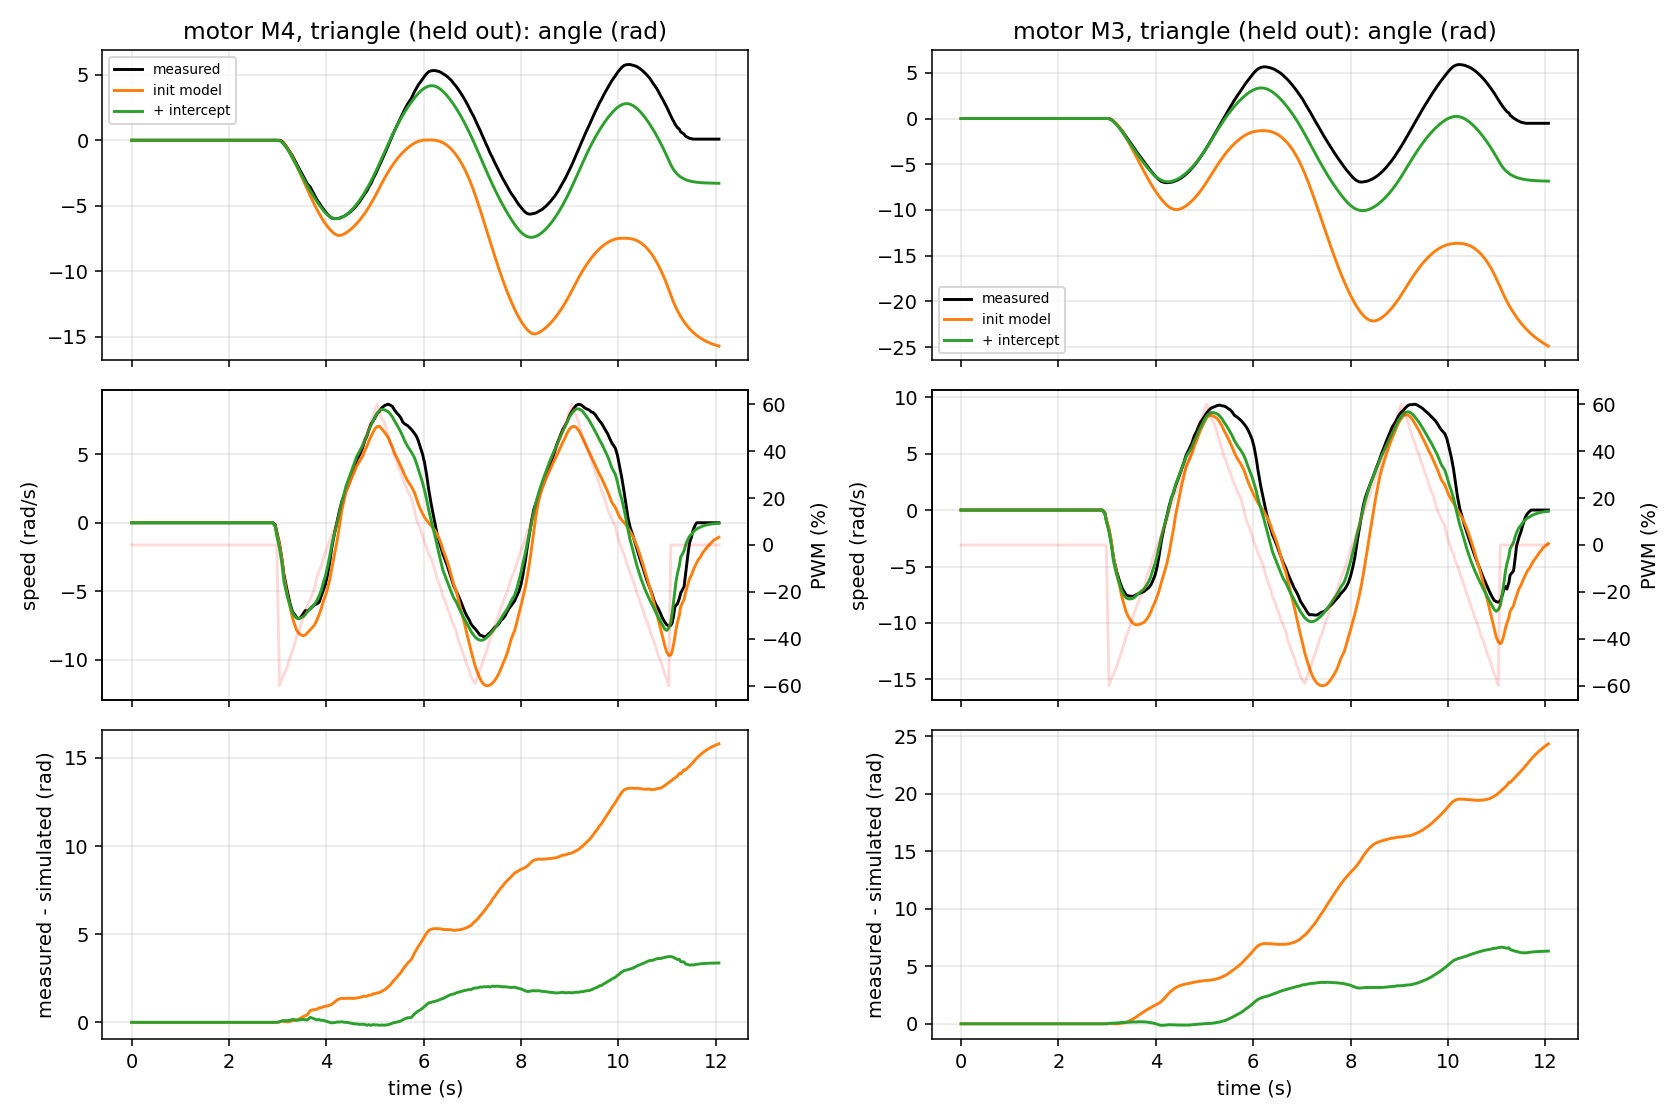 motor M4, triangle (held out): angle (rad)
measured
init model
+ intercept
5
0
−5
−10
−15
motor M3, triangle (held out): angle (rad)
measured
init model
+ intercept
5
0
−5
−10
−15
−20
−25
speed (rad/s)
5
0
−5
−10
PWM (%)
60
40
20
0
−20
−40
−60
speed (rad/s)
10
5
0
−5
−10
−15
PWM (%)
60
40
20
0
−20
−40
−60
measured - simulated (rad)
15
10
5
0
0 2 4 6 8 10 12
time (s)
measured - simulated (rad)
25
20
15
10
5
0
0 2 4 6 8 10 12
time (s)